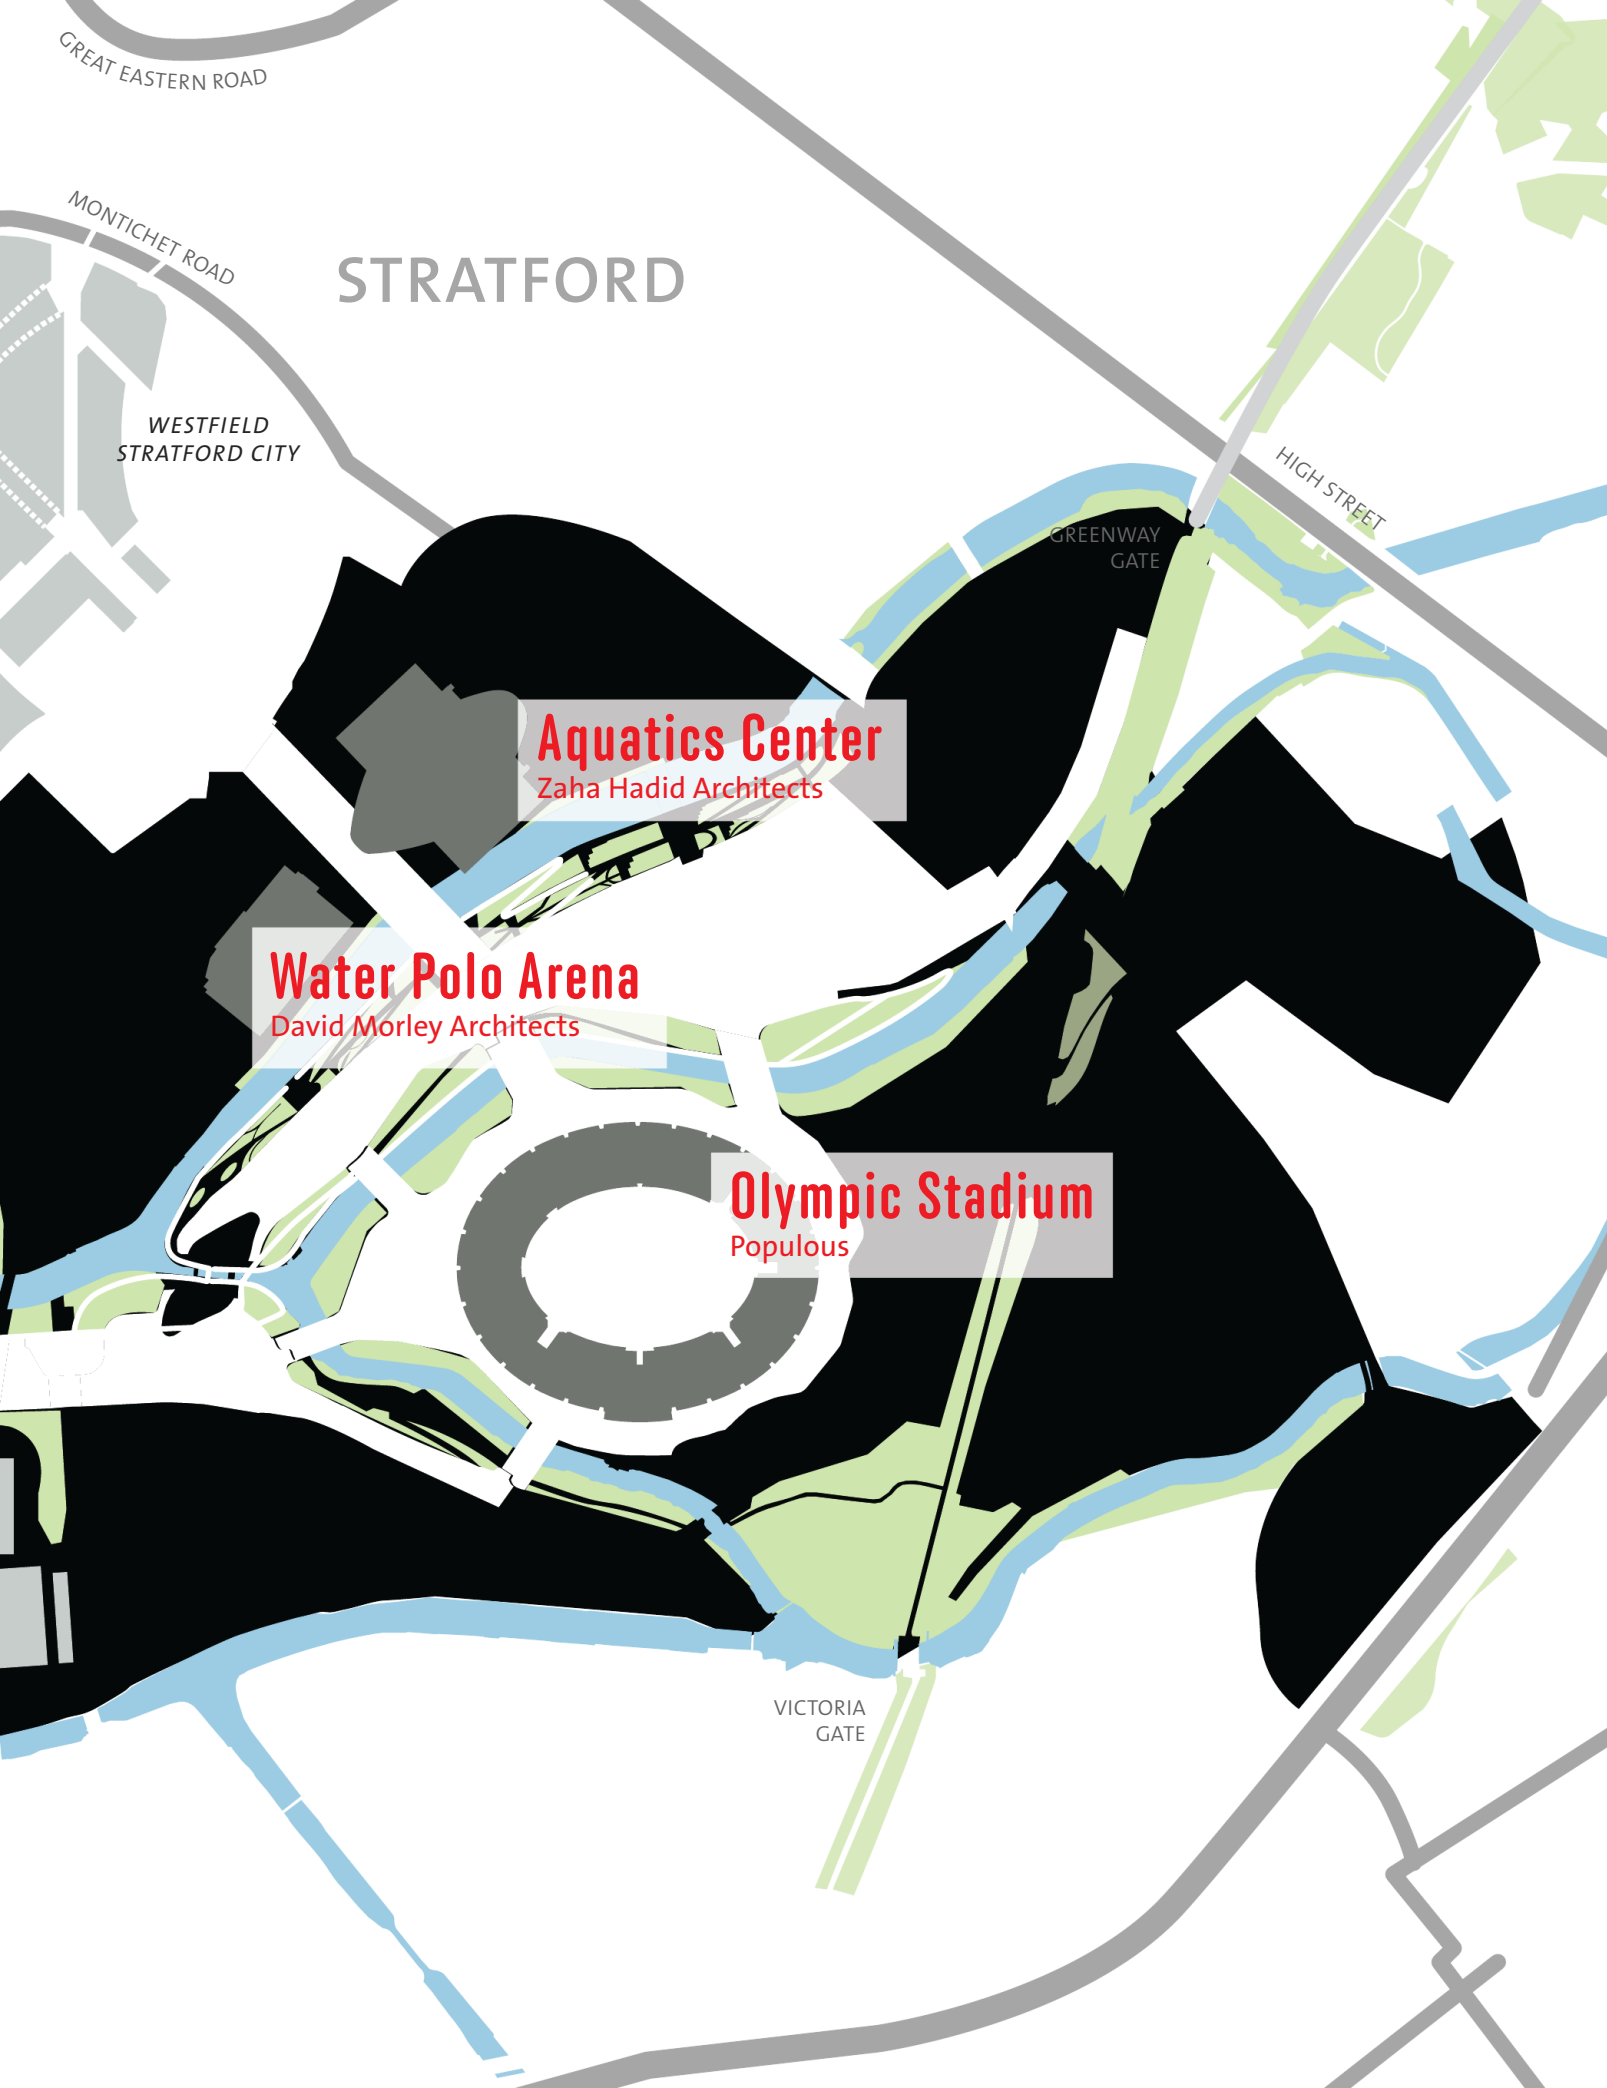 GREAT EASTERN ROAD
MONTICHET ROAD
STRATFORD
WESTFIELD
STRATFORD CITY
HIGH STREET
GREENWAY
GATE
Aquatics Center
Zaha Hadid Architects
Water Polo Arena
David Morley Architects
Olympic Stadium
Populous
VICTORIA
GATE